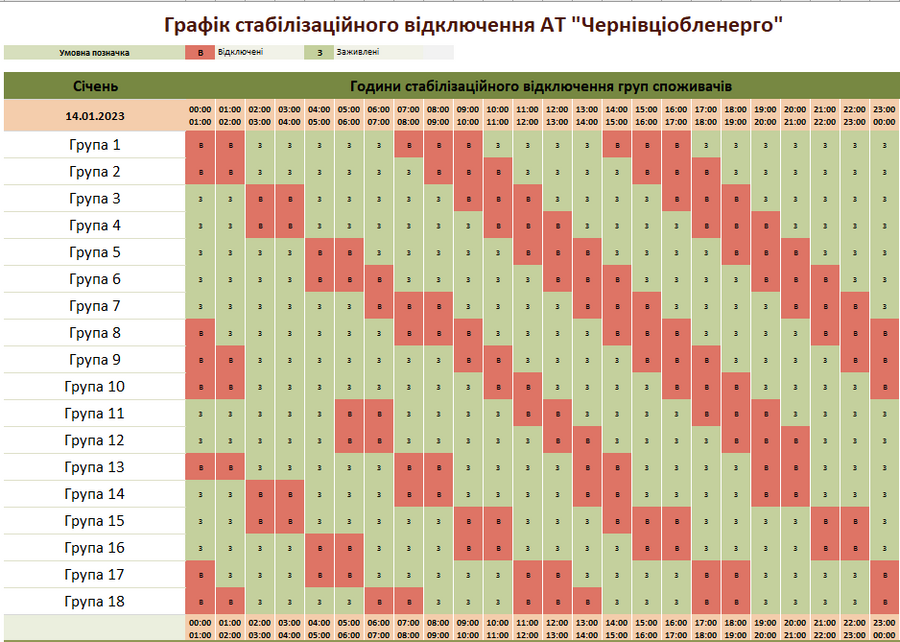 Графік стабілізаційного відключення АТ "Чернівціобленерго"
Умовна позначка В Відключені З Заживлені
Січень Години стабілізаційного відключення груп споживачів
14.01.2023 00:00 01:00 02:00 03:00 04:00 05:00 06:00 07:00 08:00 09:00 10:00 11:00 12:00 13:00 14:00 15:00 16:00 17:00 18:00 19:00 20:00 21:00 22:00 23:00
01:00 02:00 03:00 04:00 05:00 06:00 07:00 08:00 09:00 10:00 11:00 12:00 13:00 14:00 15:00 16:00 17:00 18:00 19:00 20:00 21:00 22:00 23:00 00:00
Група 1 В В З З З З З В В В З З З З В В В З З З З З З З
Група 2 В В З З З З З З В В В З З З З В В В З З З З З З
Група 3 З З В В З З З З З В В В З З З З В В В З З З З З
Група 4 З З В В З З З З З З В В В З З З З В В В З З З З
Група 5 З З З З В В З З З З З В В В З З З З В В В З З З
Група 6 З З З З В В В З З З З З В В В З З З З В В В З З
Група 7 З З З З З З В В В З З З З В В В З З З З В В В З
Група 8 В З З З З З З В В В З З З З В В В З З З З В В В
Група 9 В В З З З З З З З В В З З З З В В В З З З З В В
Група 10 В В З З З З З З З З В В З З З З В В В З З З З В
Група 11 З З З З З В В З З З З В В З З З З В В В З З З З
Група 12 З З З З З В В З З З З З В В З З З З В В В З З З
Група 13 В В З З З З З В В З З З З В В З З З З В В З З З
Група 14 З З В В З З З В В З З З З В В З З З З В В З З З
Група 15 З З В В З З З З З В В З З З В В В З З З З В В З
Група 16 З З З З В В З З З В В З З З З В В З З З З В В З
Група 17 В З З З В В З З З З З В В З З З З В В З З З З В
Група 18 В В З З З З В В З З З В В В З З З В В З З З З В
00:00 01:00 02:00 03:00 04:00 05:00 06:00 07:00 08:00 09:00 10:00 11:00 12:00 13:00 14:00 15:00 16:00 17:00 18:00 19:00 20:00 21:00 22:00 23:00
01:00 02:00 03:00 04:00 05:00 06:00 07:00 08:00 09:00 10:00 11:00 12:00 13:00 14:00 15:00 16:00 17:00 18:00 19:00 20:00 21:00 22:00 23:00 00:00